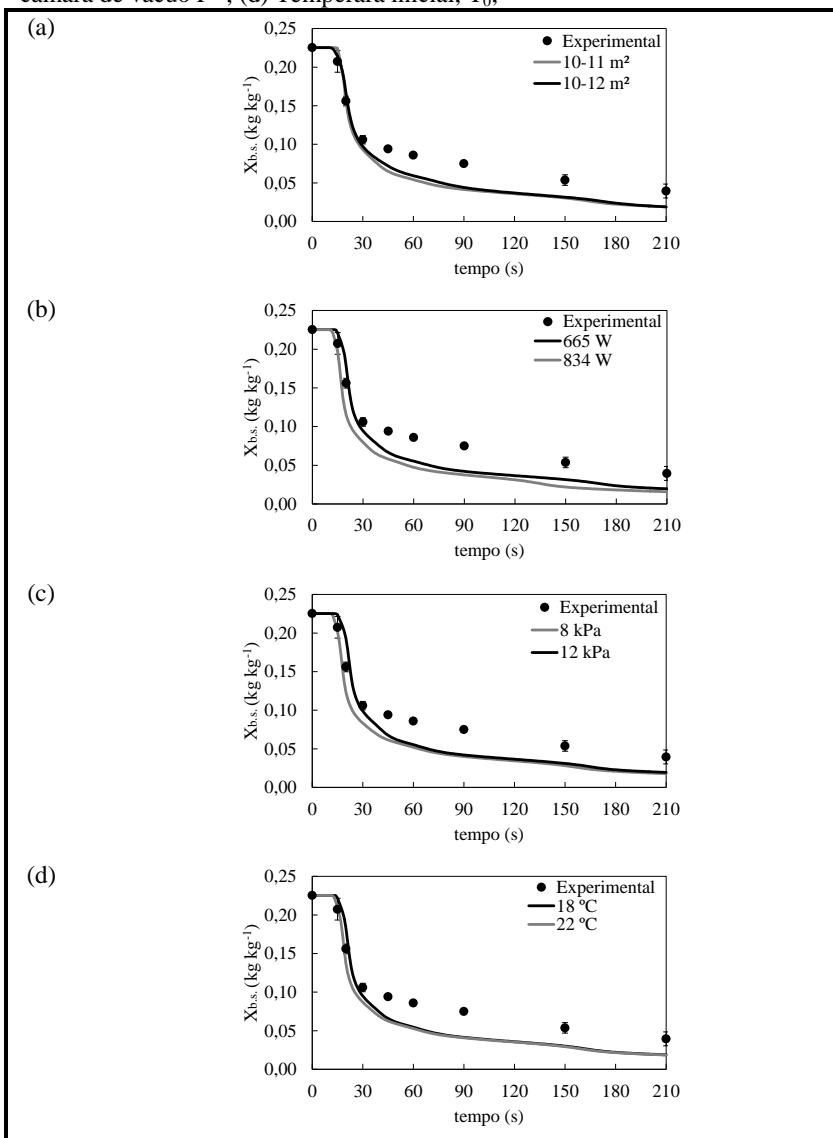 câmara de vácuo P , (d) Temperara inicial, T0,
(a)
Experimental
10-11 m²
10-12 m²
0,25
0,20
0,15
0,10
0,05
0,00
Xb.s. (kg kg-1)
0 30 60 90 120 150 180 210
tempo (s)
(b)
Experimental
665 W
834 W
0,25
0,20
0,15
0,10
0,05
0,00
Xb.s. (kg kg-1)
0 30 60 90 120 150 180 210
tempo (s)
(c)
Experimental
8 kPa
12 kPa
0,25
0,20
0,15
0,10
0,05
0,00
Xb.s. (kg kg-1)
0 30 60 90 120 150 180 210
tempo (s)
(d)
Experimental
18 ºC
22 ºC
0,25
0,20
0,15
0,10
0,05
0,00
Xb.s. (kg kg-1)
0 30 60 90 120 150 180 210
tempo (s)